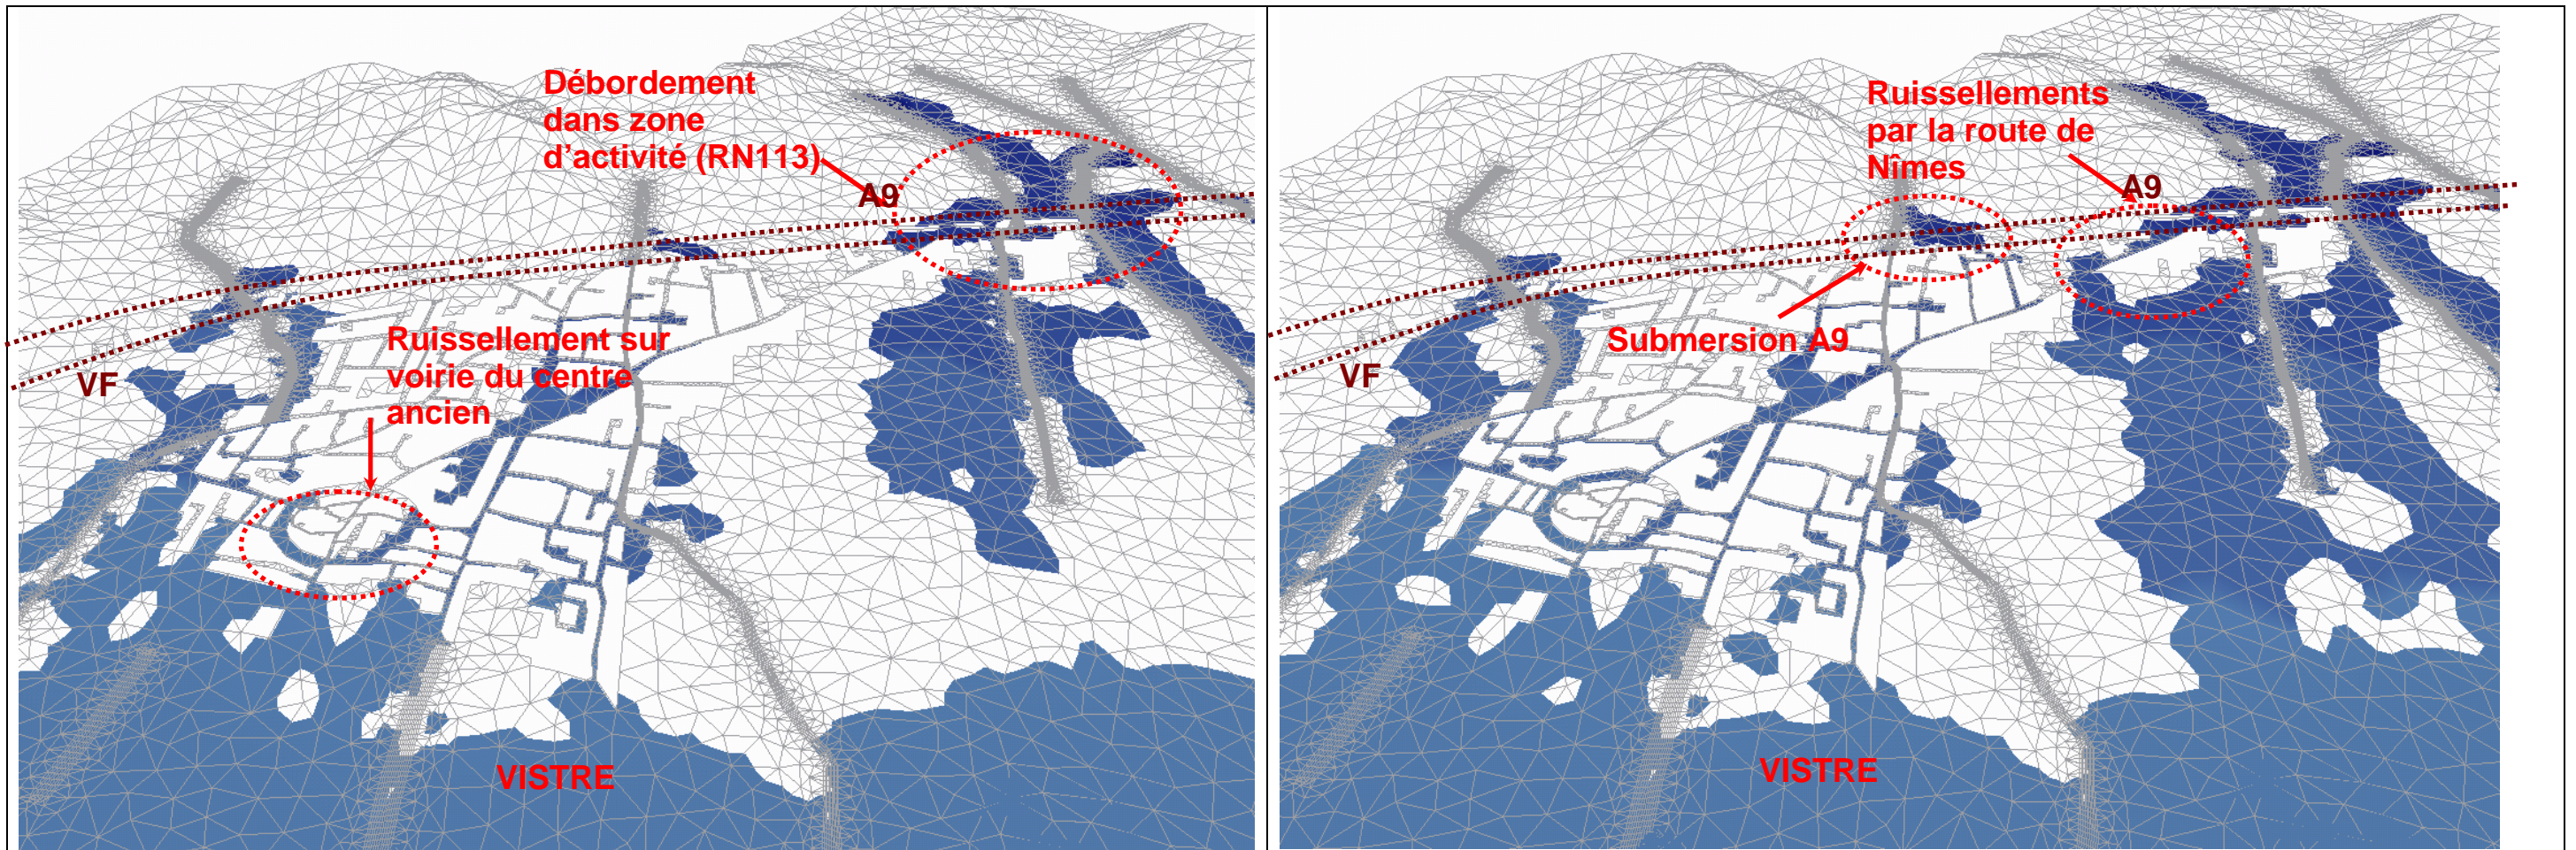 Débordement
dans zone
d'activité (RN113)
A9
Ruissellement sur
voirie du centre
ancien
VF
VISTRE
Ruissellements
par la route de
Nîmes
A9
Submersion A9
VF
VISTRE